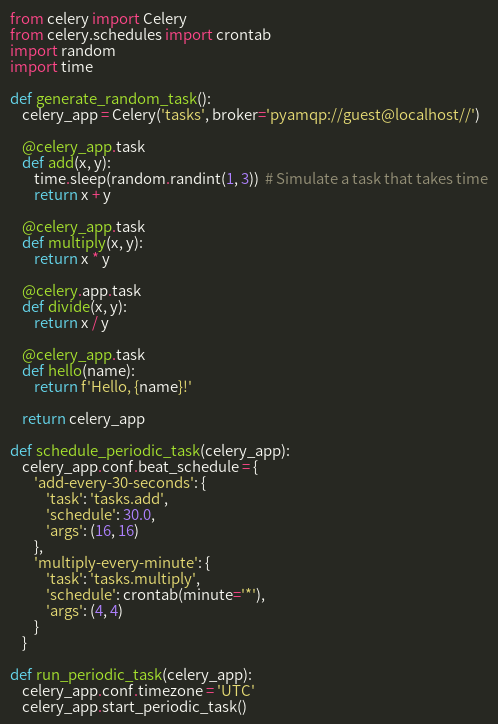 from celery import Celery
from celery.schedules import crontab
import random
import time

def generate_random_task():
    celery_app = Celery('tasks', broker='pyamqp://guest@localhost//')

    @celery_app.task
    def add(x, y):
        time.sleep(random.randint(1, 3))  # Simulate a task that takes time
        return x + y

    @celery_app.task
    def multiply(x, y):
        return x * y

    @celery.app.task
    def divide(x, y):
        return x / y

    @celery_app.task
    def hello(name):
        return f'Hello, {name}!'

    return celery_app

def schedule_periodic_task(celery_app):
    celery_app.conf.beat_schedule = {
        'add-every-30-seconds': {
            'task': 'tasks.add',
            'schedule': 30.0,
            'args': (16, 16)
        },
        'multiply-every-minute': {
            'task': 'tasks.multiply',
            'schedule': crontab(minute='*'),
            'args': (4, 4)
        }
    }

def run_periodic_task(celery_app):
    celery_app.conf.timezone = 'UTC'
    celery_app.start_periodic_task()